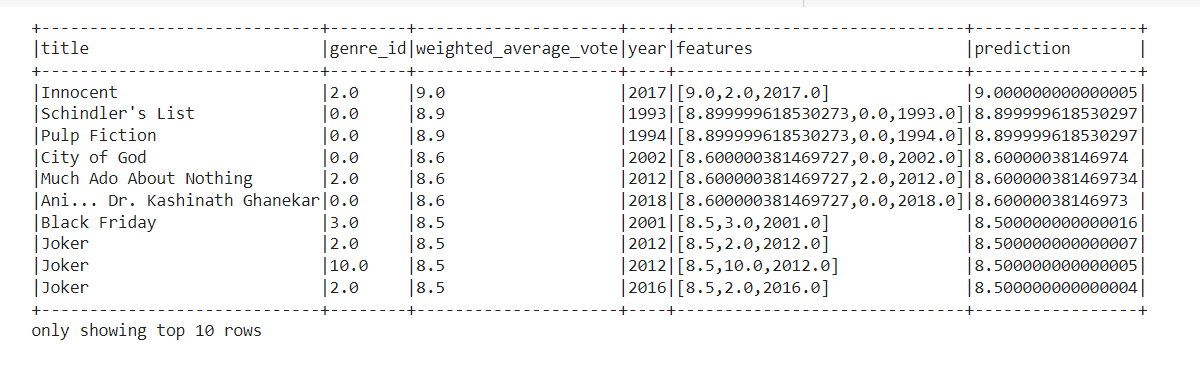 +----------------------------+--------+---------------------+----+-----------------------------+-----------------+
|title                       |genre_id|weighted_average_vote|year|features                     |prediction       |
+----------------------------+--------+---------------------+----+-----------------------------+-----------------+
|Innocent                    |2.0     |9.0                  |2017|[9.0,2.0,2017.0]             |9.000000000000005|
|Schindler's List            |0.0     |8.9                  |1993|[8.899999618530273,0.0,1993.0]|8.899999618530297|
|Pulp Fiction                |0.0     |8.9                  |1994|[8.899999618530273,0.0,1994.0]|8.899999618530297|
|City of God                 |0.0     |8.6                  |2002|[8.600000381469727,0.0,2002.0]|8.60000038146974 |
|Much Ado About Nothing      |2.0     |8.6                  |2012|[8.600000381469727,2.0,2012.0]|8.600000381469734|
|Ani... Dr. Kashinath Ghanekar|0.0     |8.6                  |2018|[8.600000381469727,0.0,2018.0]|8.60000038146973 |
|Black Friday                |3.0     |8.5                  |2001|[8.5,3.0,2001.0]             |8.500000000000016|
|Joker                       |2.0     |8.5                  |2012|[8.5,2.0,2012.0]             |8.500000000000007|
|Joker                       |10.0    |8.5                  |2012|[8.5,10.0,2012.0]            |8.500000000000005|
|Joker                       |2.0     |8.5                  |2016|[8.5,2.0,2016.0]             |8.500000000000004|
+----------------------------+--------+---------------------+----+-----------------------------+-----------------+
only showing top 10 rows